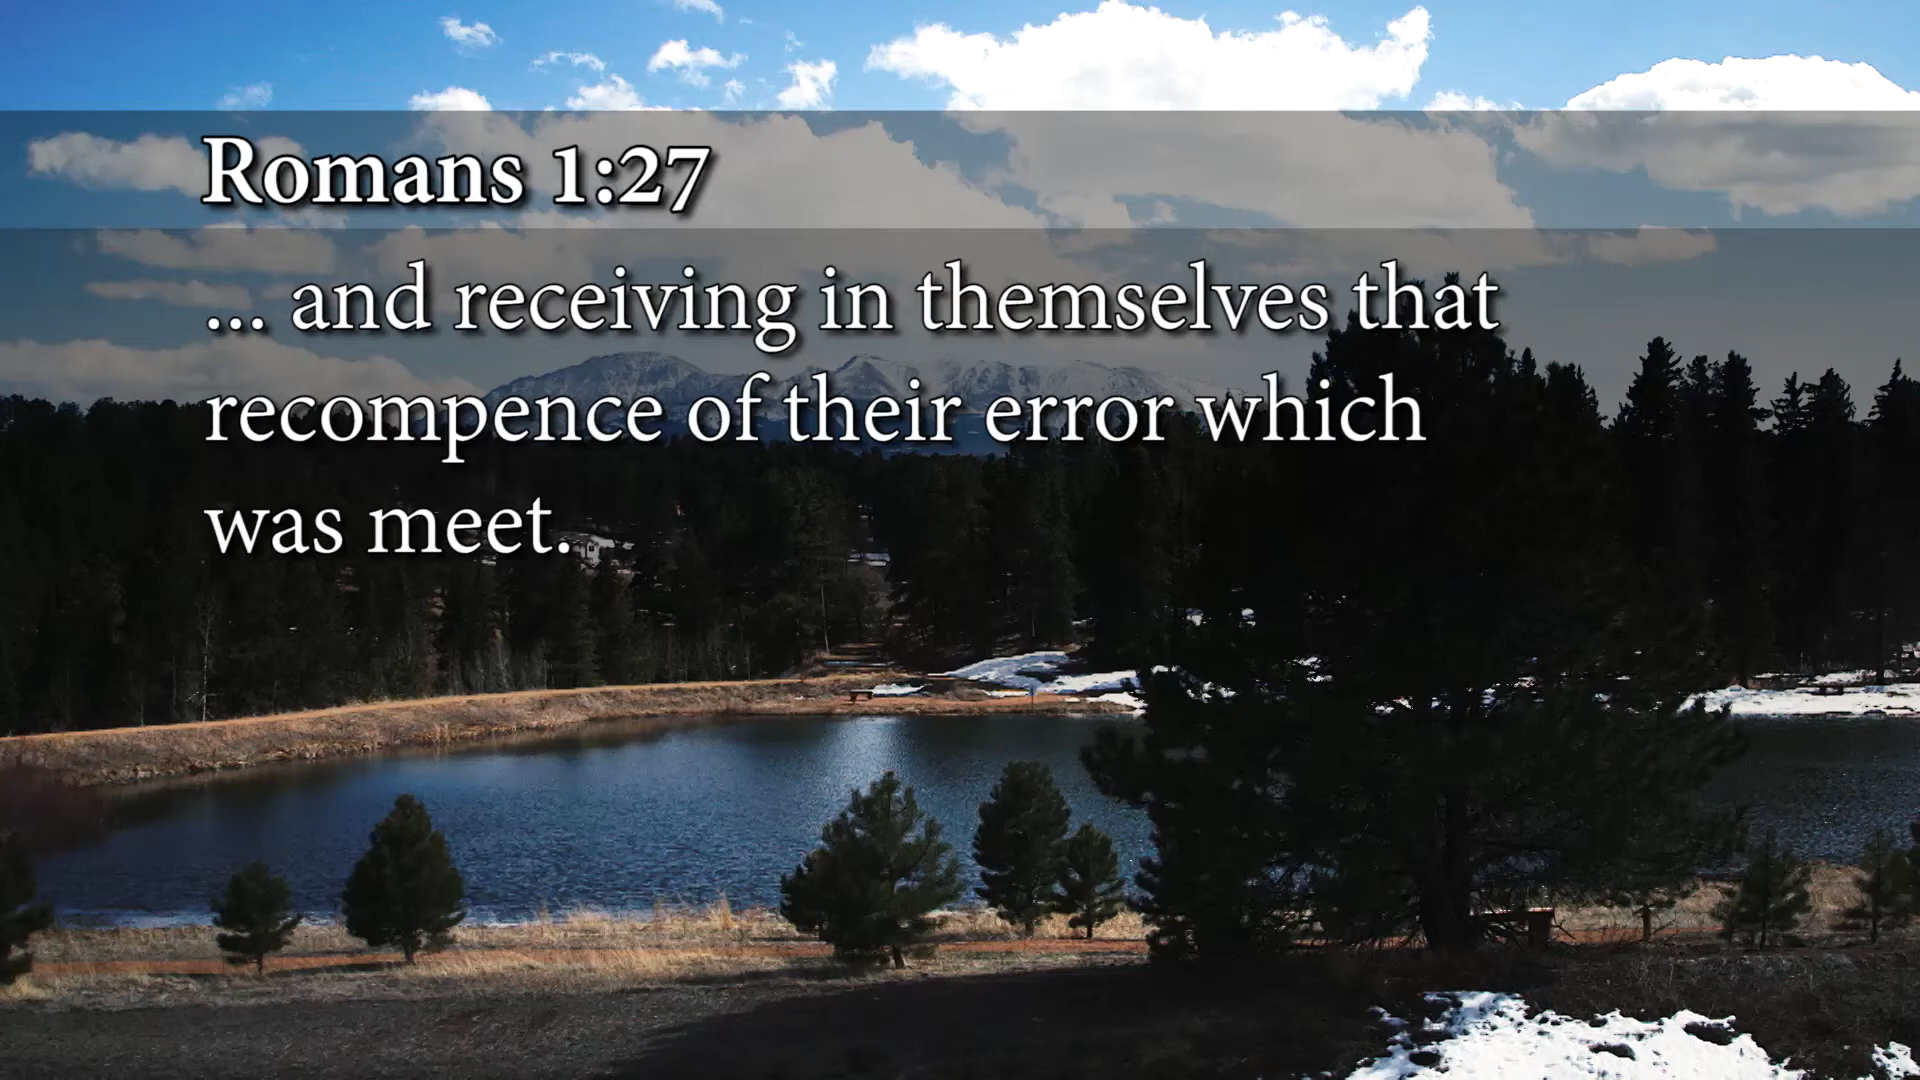 Romans 1:27
... and receiving in themselves that
recompence of their error which
was meet.